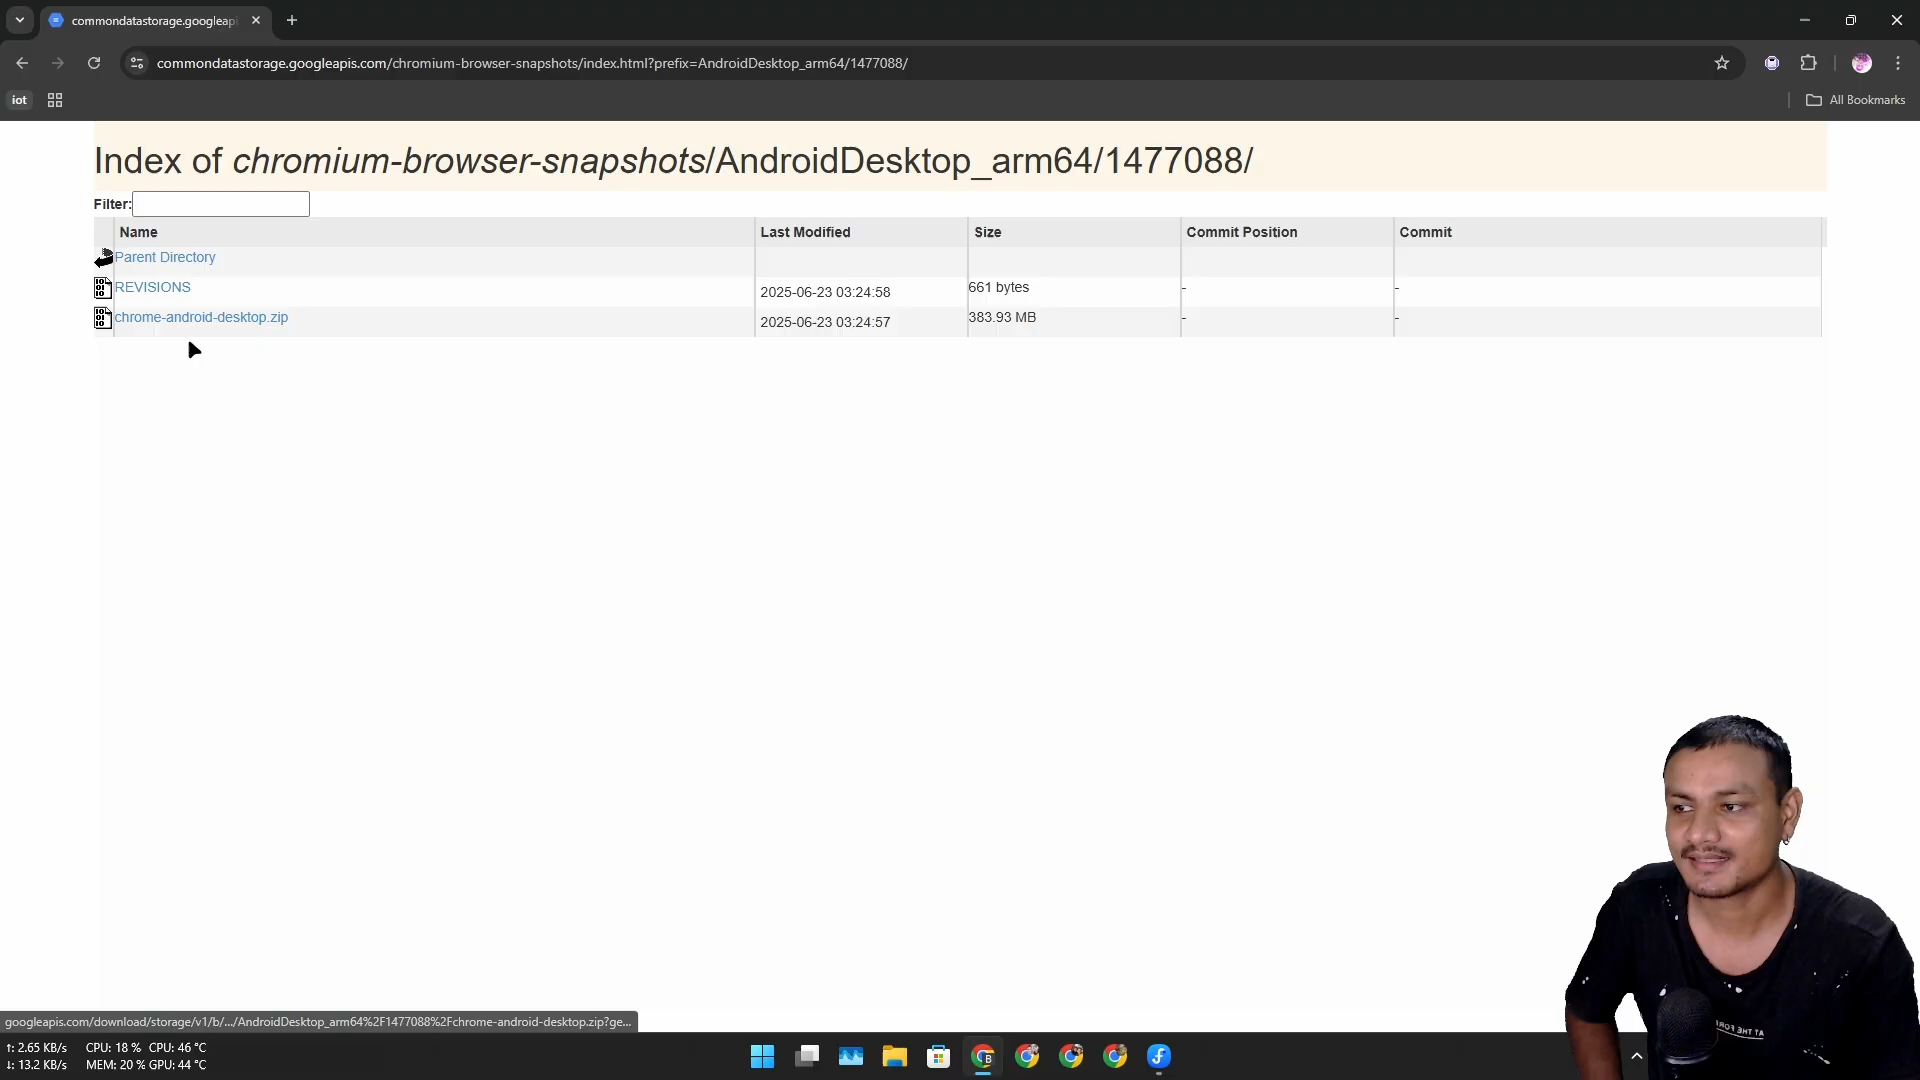 commondatastorage.googleapi
commondatastorage.googleapis.com/chromium-browser-snapshots/index.html?prefix=AndroidDesktop_arm64/1477088/
iot
All Bookmarks
Index of chromium-browser-snapshots/AndroidDesktop_arm64/1477088/
Filter:
Name Last Modified Size Commit Position Commit
Parent Directory
REVISIONS 2025-06-23 03:24:58 661 bytes - -
chrome-android-desktop.zip 2025-06-23 03:24:57 383.93 MB - -
googleapis.com/download/storage/v1/b/.../AndroidDesktop_arm64%2F1477088%2Fchrome-android-desktop.zip?ge...
↑: 2.65 KB/s CPU: 18 % CPU: 46 °C
↓: 13.2 KB/s MEM: 20 % GPU: 44 °C
B